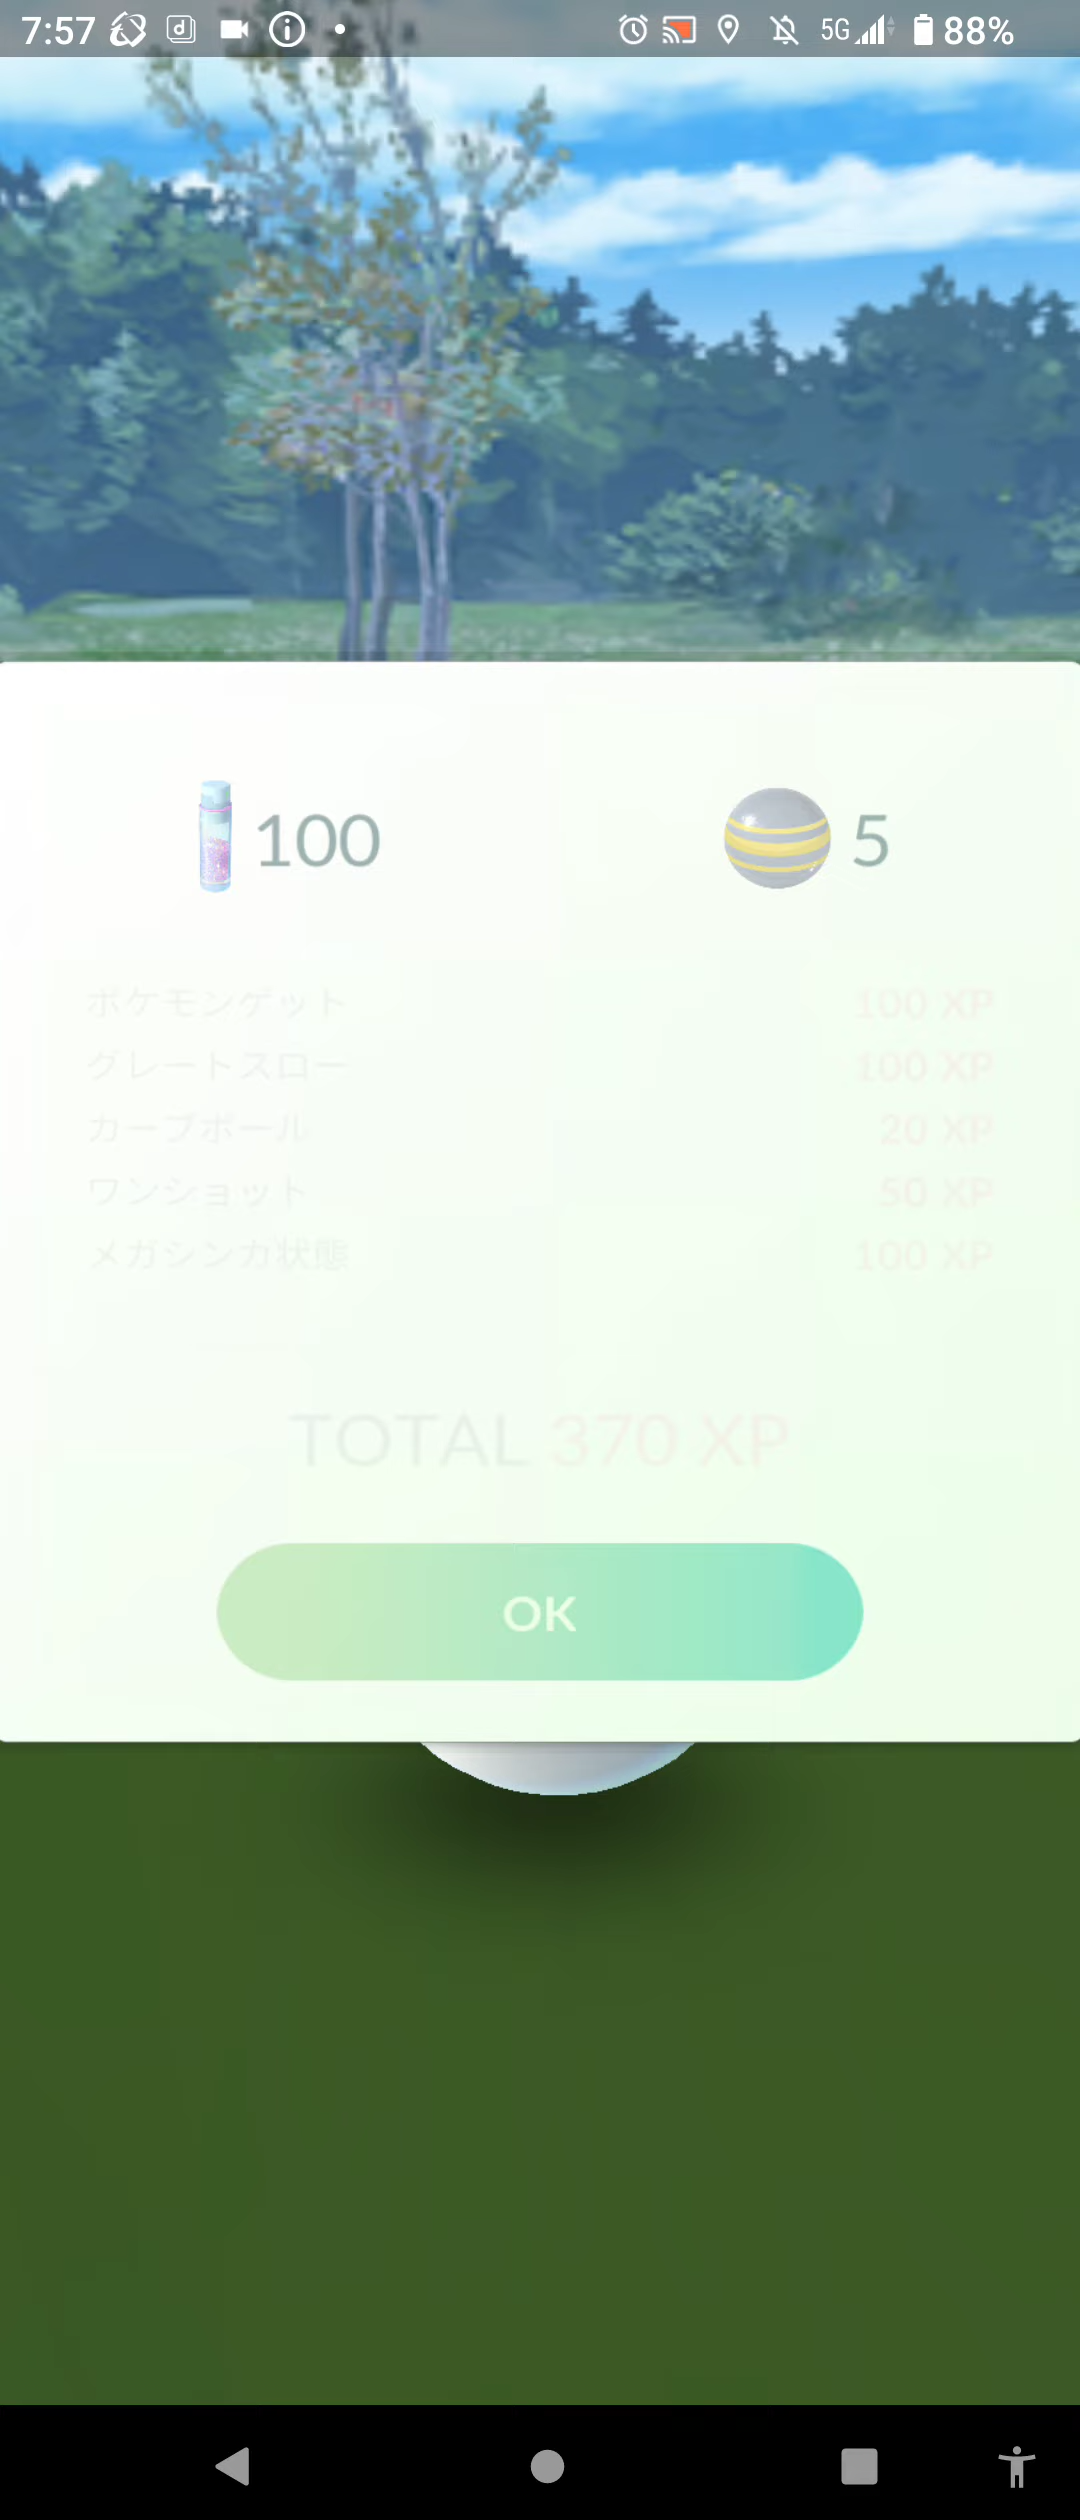 7:57 5G 88%
100 5
ポケモンゲット 100 XP
グレートスロー 100 XP
カーブボール 20 XP
ワンショット 50 XP
メガシンカ状態 100 XP
TOTAL 370 XP
OK